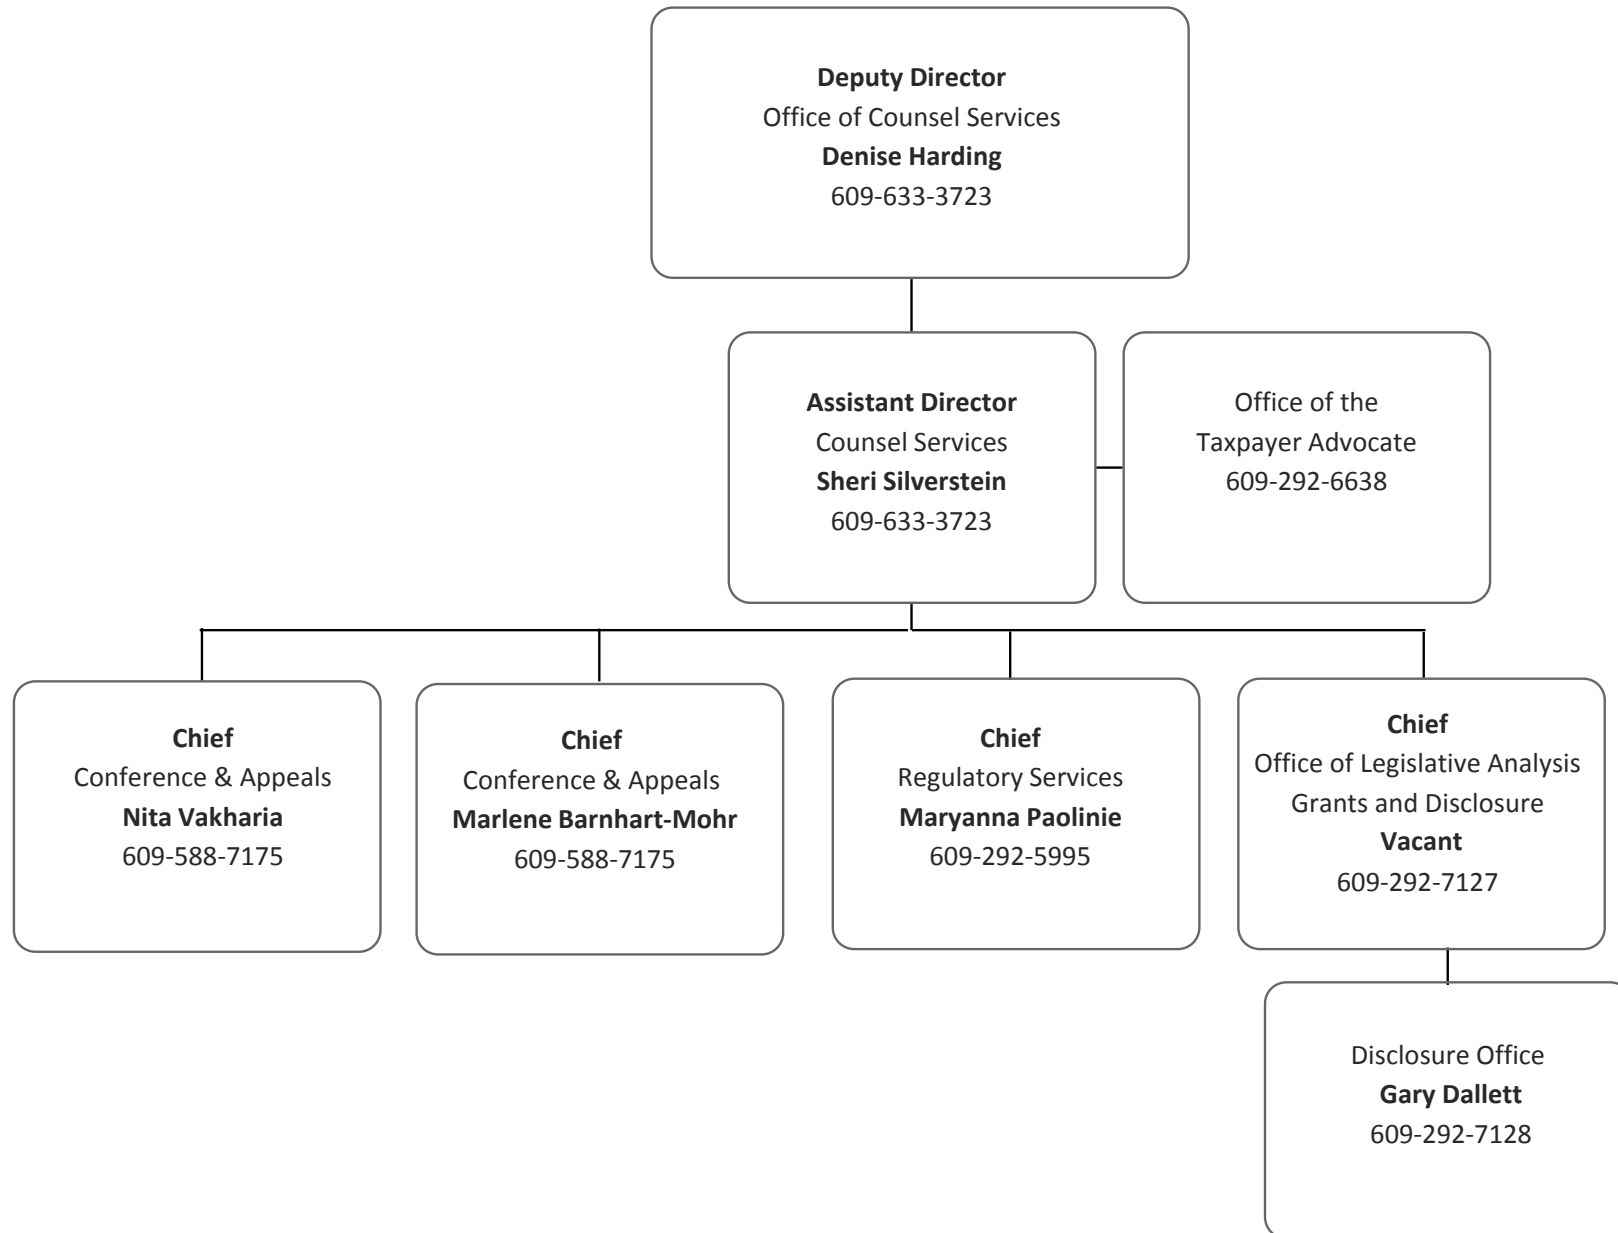 Deputy Director
Office of Counsel Services
Denise Harding
609-633-3723
Assistant Director
Counsel Services
Sheri Silverstein
609-633-3723
Office of the
Taxpayer Advocate
609-292-6638
Chief
Conference & Appeals
Nita Vakharia
609-588-7175
Chief
Conference & Appeals
Marlene Barnhart-Mohr
609-588-7175
Chief
Regulatory Services
Maryanna Paolinie
609-292-5995
Chief
Office of Legislative Analysis
Grants and Disclosure
Vacant
609-292-7127
Disclosure Office
Gary Dallett
609-292-7128